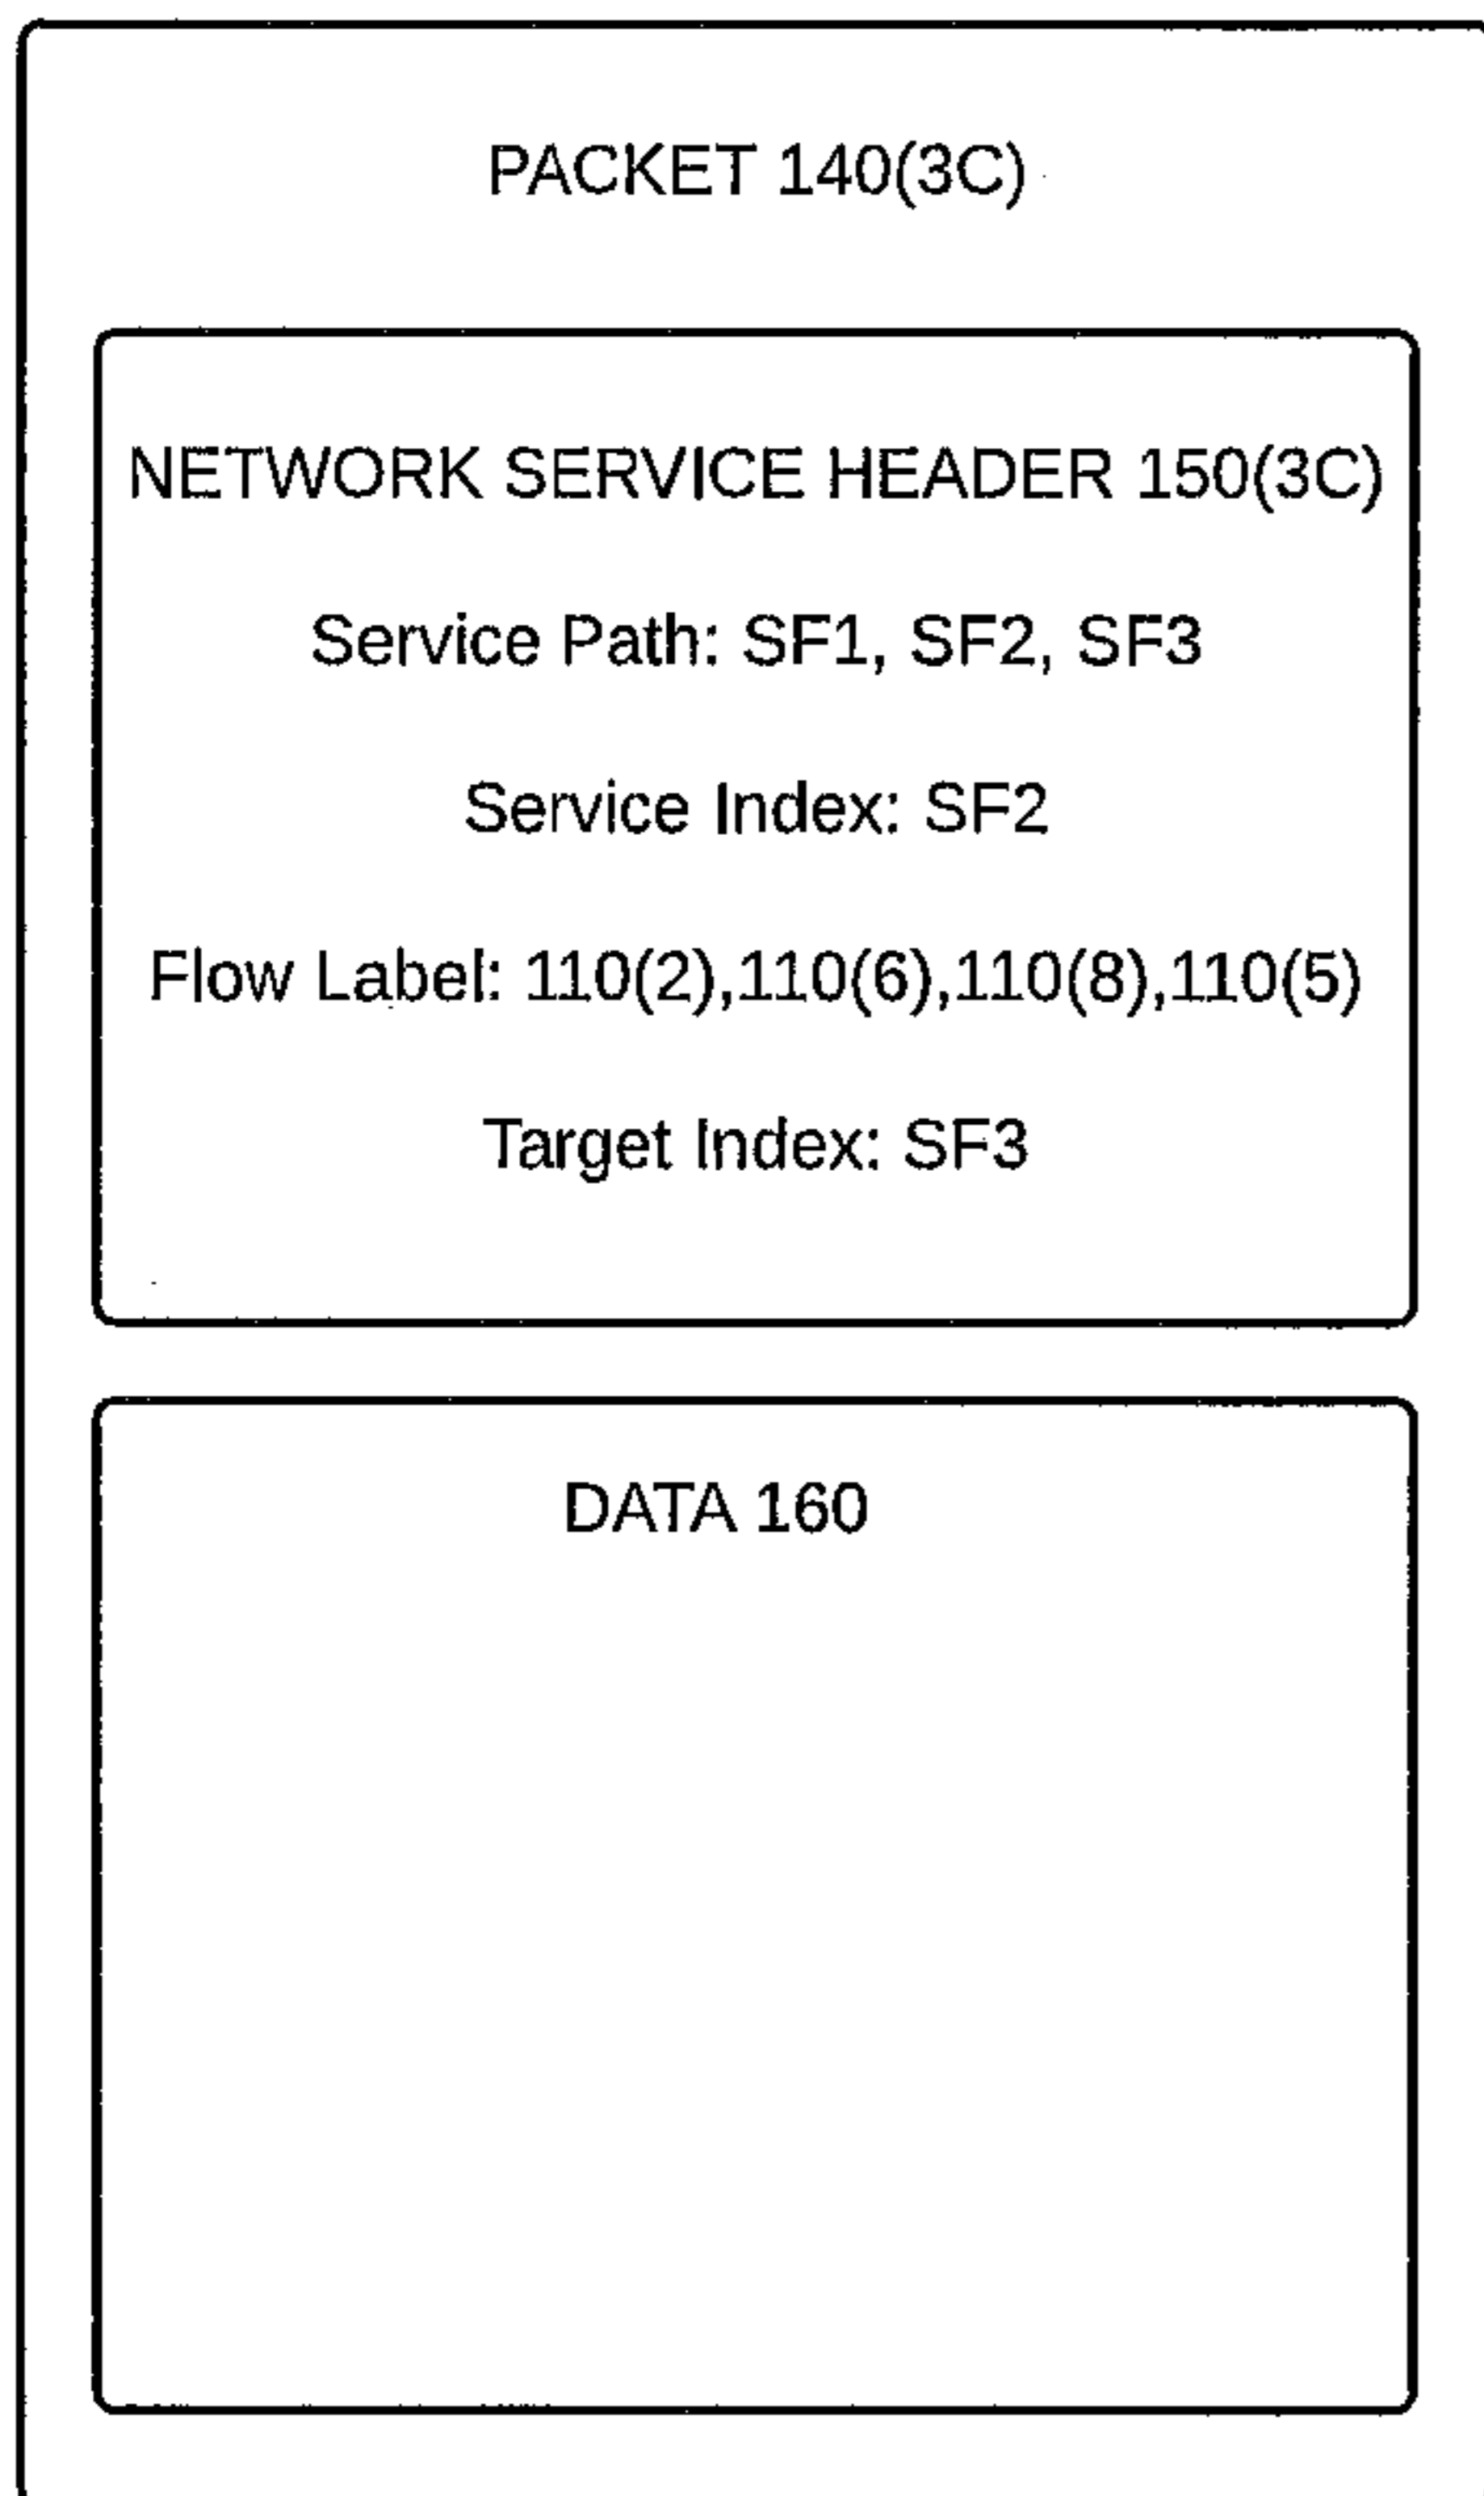 PACKET 140(3C)
NETWORK SERVICE HEADER 150(3C)
Service Path: SF1, SF2, SF3
Service Index: SF2
Flow Label: 110(2),110(6),110(8),110(5)
Target Index: SF3
DATA 160